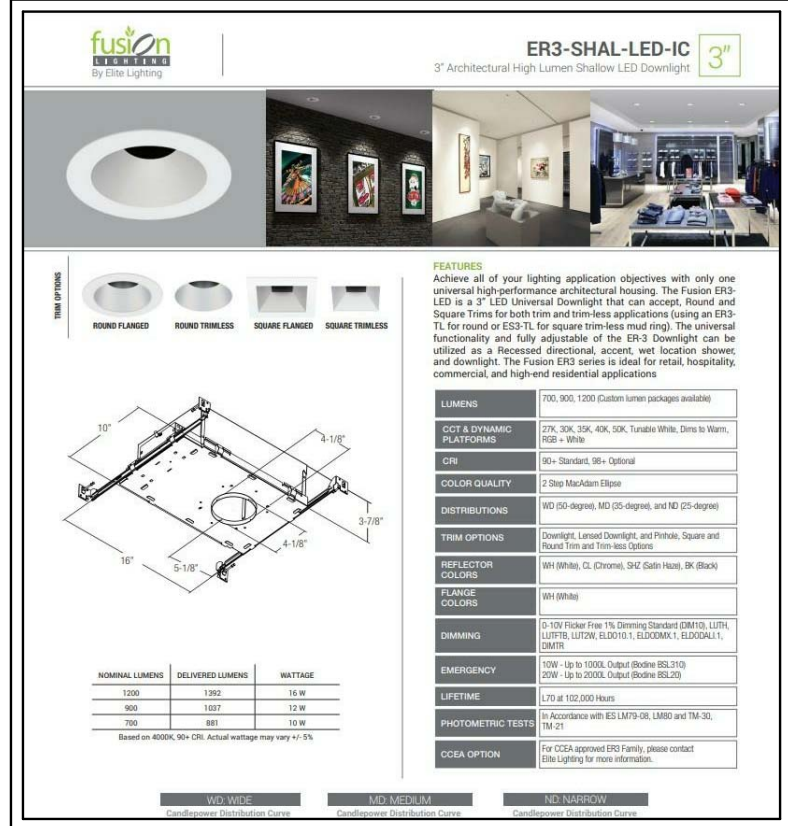 fusion
LIGHTING
By Elite Lighting
ER3-SHAL-LED-IC
3" Architectural High Lumen Shallow LED Downlight
3"
TRIM OPTIONS
ROUND FLANGED
ROUND TRIMLESS
SQUARE FLANGED
SQUARE TRIMLESS
FEATURES
Achieve all of your lighting application objectives with only one
universal high-performance architectural housing. The Fusion ER3-
LED is a 3" LED Universal Downlight that can accept, Round and
Square Trims for both trim and trim-less applications (using an ER3-
TL for round or ES3-TL for square trim-less mud ring). The universal
functionality and fully adjustable of the ER-3 Downlight can be
utilized as a Recessed directional, accent, wet location shower,
and downlight. The Fusion ER3 series is ideal for retail, hospitality,
commercial, and high-end residential applications
10"
4-1/8"
3-7/8"
4-1/8"
5-1/8"
16"
LUMENS
700, 900, 1200 (Custom lumen packages available)
CCT & DYNAMIC
PLATFORMS
27K, 30K, 35K, 40K, 50K, Tunable White, Dims to Warm,
RGB + White
CRI
90+ Standard, 98+ Optional
COLOR QUALITY
2 Step MacAdam Ellipse
DISTRIBUTIONS
WD (50-degree), MD (35-degree), and ND (25-degree)
TRIM OPTIONS
Downlight, Lensed Downlight, and Pinhole, Square and
Round Trim and Trim-less Options
REFLECTOR
COLORS
WH (White), CL (Chrome), SHZ (Satin Haze), BK (Black)
FLANGE
COLORS
WH (White)
DIMMING
0-10V Flicker Free 1% Dimming Standard (DIM10), LUTH,
LUTFTB, LUT2W, ELDO10.1, ELDODMX.1, ELDODALI.1,
DIMTR
EMERGENCY
10W - Up to 1000L Output (Bodine BSL310)
20W - Up to 2000L Output (Bodine BSL20)
LIFETIME
L70 at 102,000 Hours
PHOTOMETRIC TESTS
In Accordance with IES LM79-08, LM80 and TM-30,
TM-21
CCEA OPTION
For CCEA approved ER3 Family, please contact
Elite Lighting for more information.
NOMINAL LUMENS DELIVERED LUMENS WATTAGE
1200 1392 16 W
900 1037 12 W
700 881 10 W
Based on 4000K, 90+ CRI. Actual wattage may vary +/- 5%
WD: WIDE
Candlepower Distribution Curve
MD: MEDIUM
Candlepower Distribution Curve
ND: NARROW
Candlepower Distribution Curve